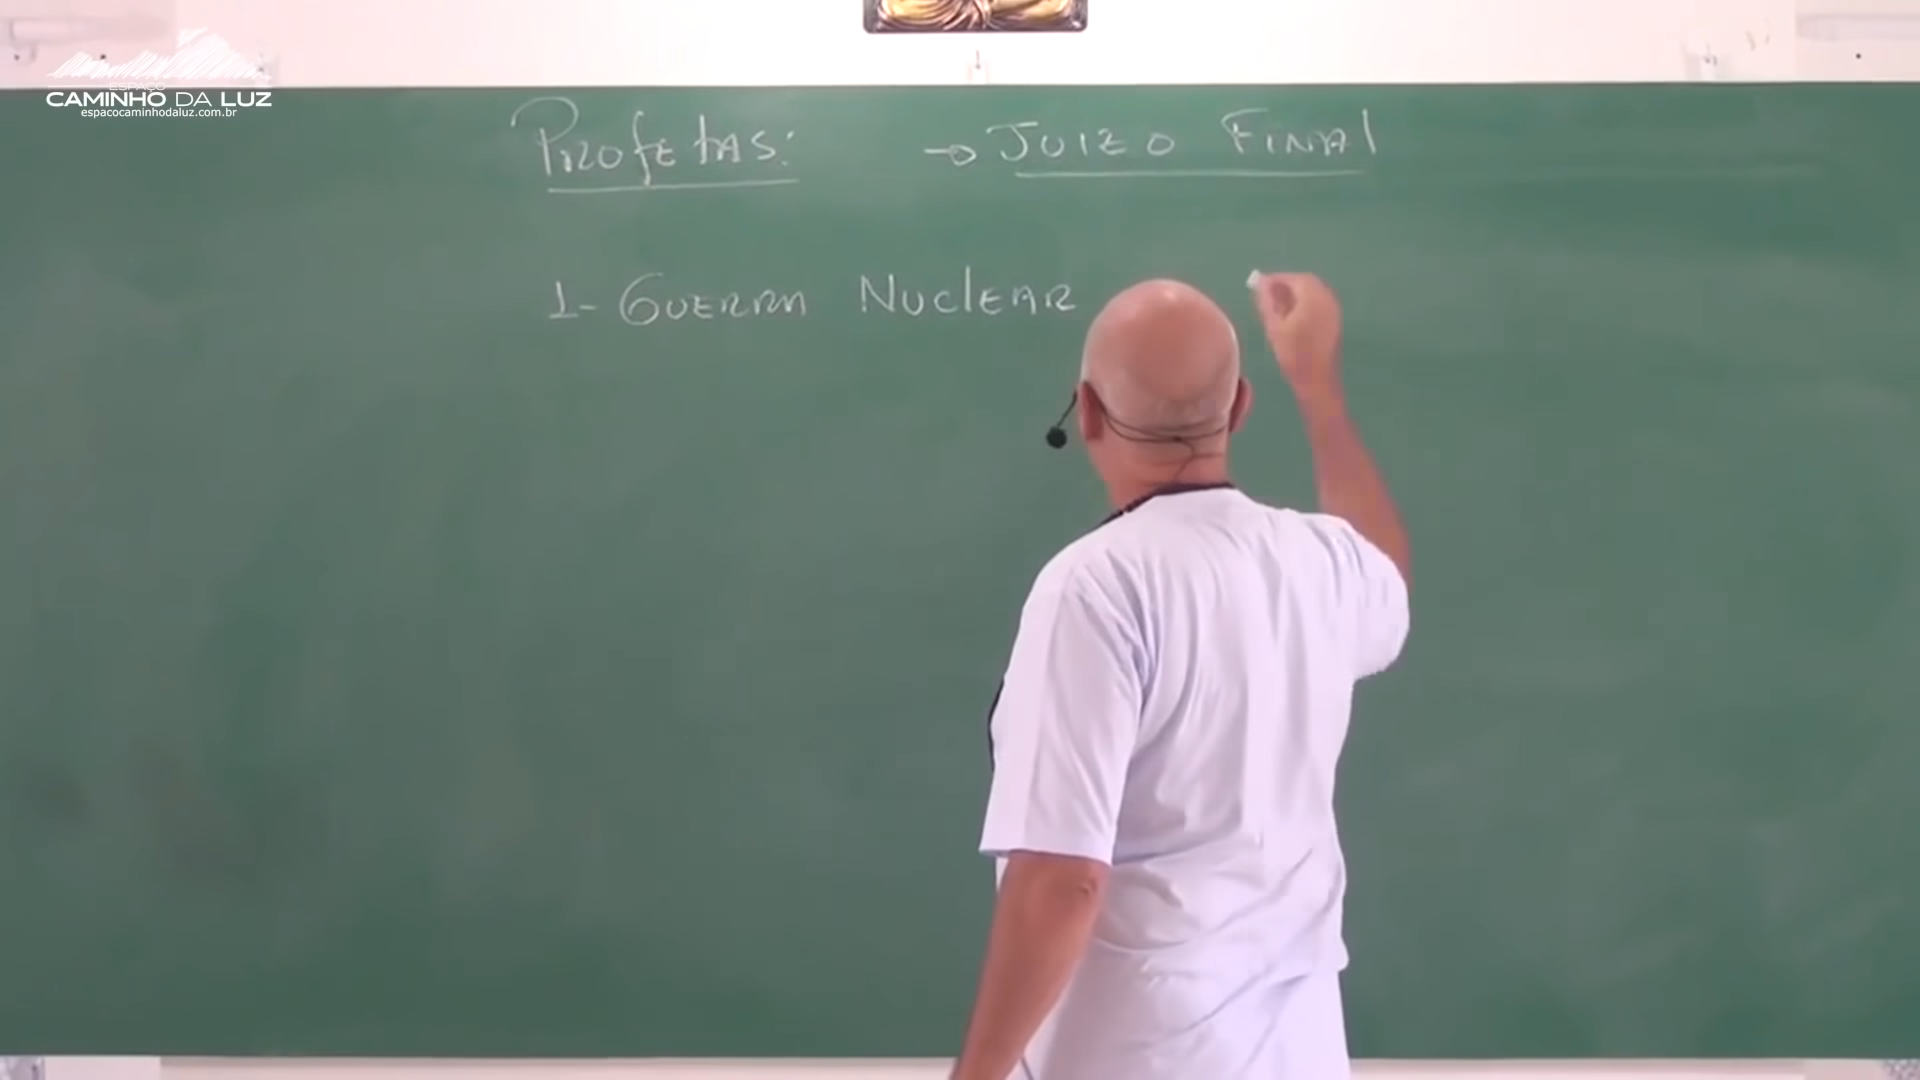 ESPAÇO
CAMINHO DA LUZ
espacocaminhodaluz.com.br
Profetas: → Juizo Final
1- Guerra Nuclear